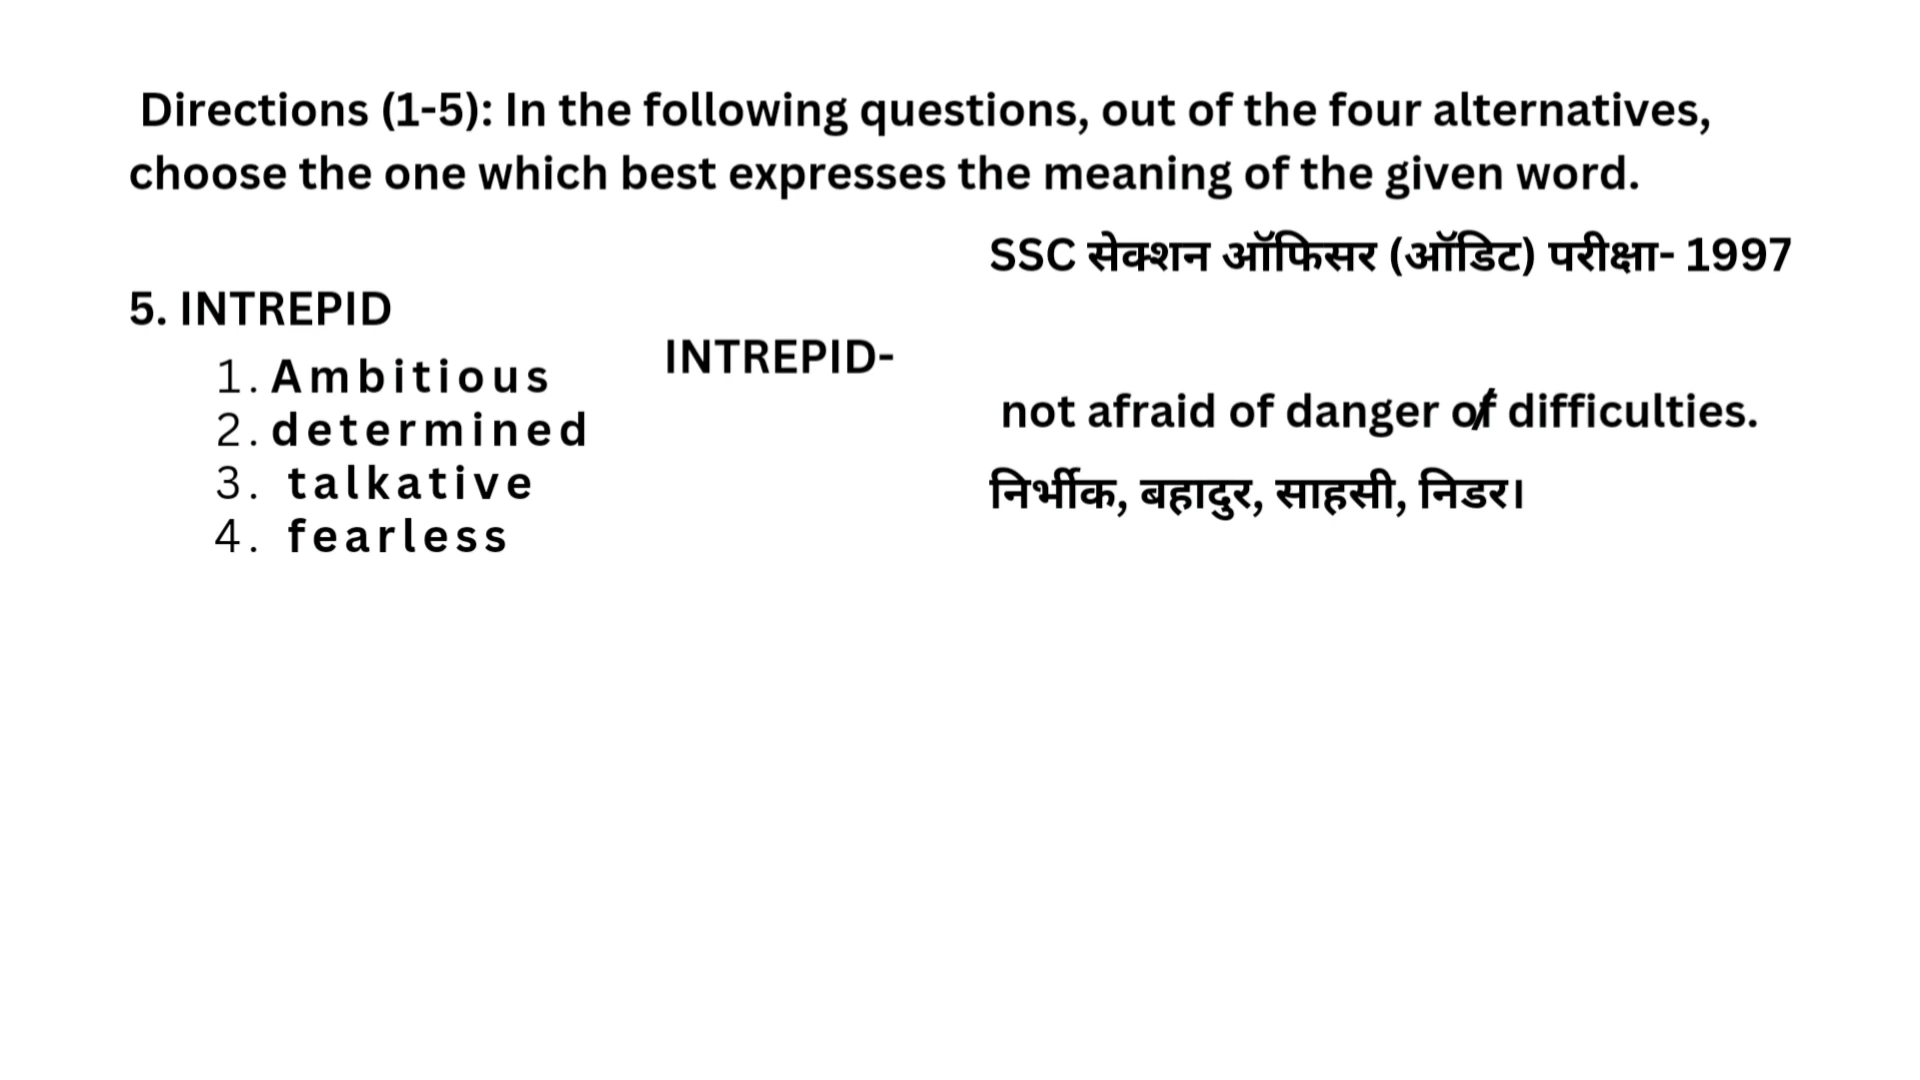 Directions (1-5): In the following questions, out of the four alternatives,
choose the one which best expresses the meaning of the given word.
SSC सेक्शन ऑफिसर (ऑडिट) परीक्षा- 1997
5. INTREPID
1. Ambitious
2. determined
3. talkative
4. fearless
INTREPID-
not afraid of danger of difficulties.
निर्भीक, बहादुर, साहसी, निडर।